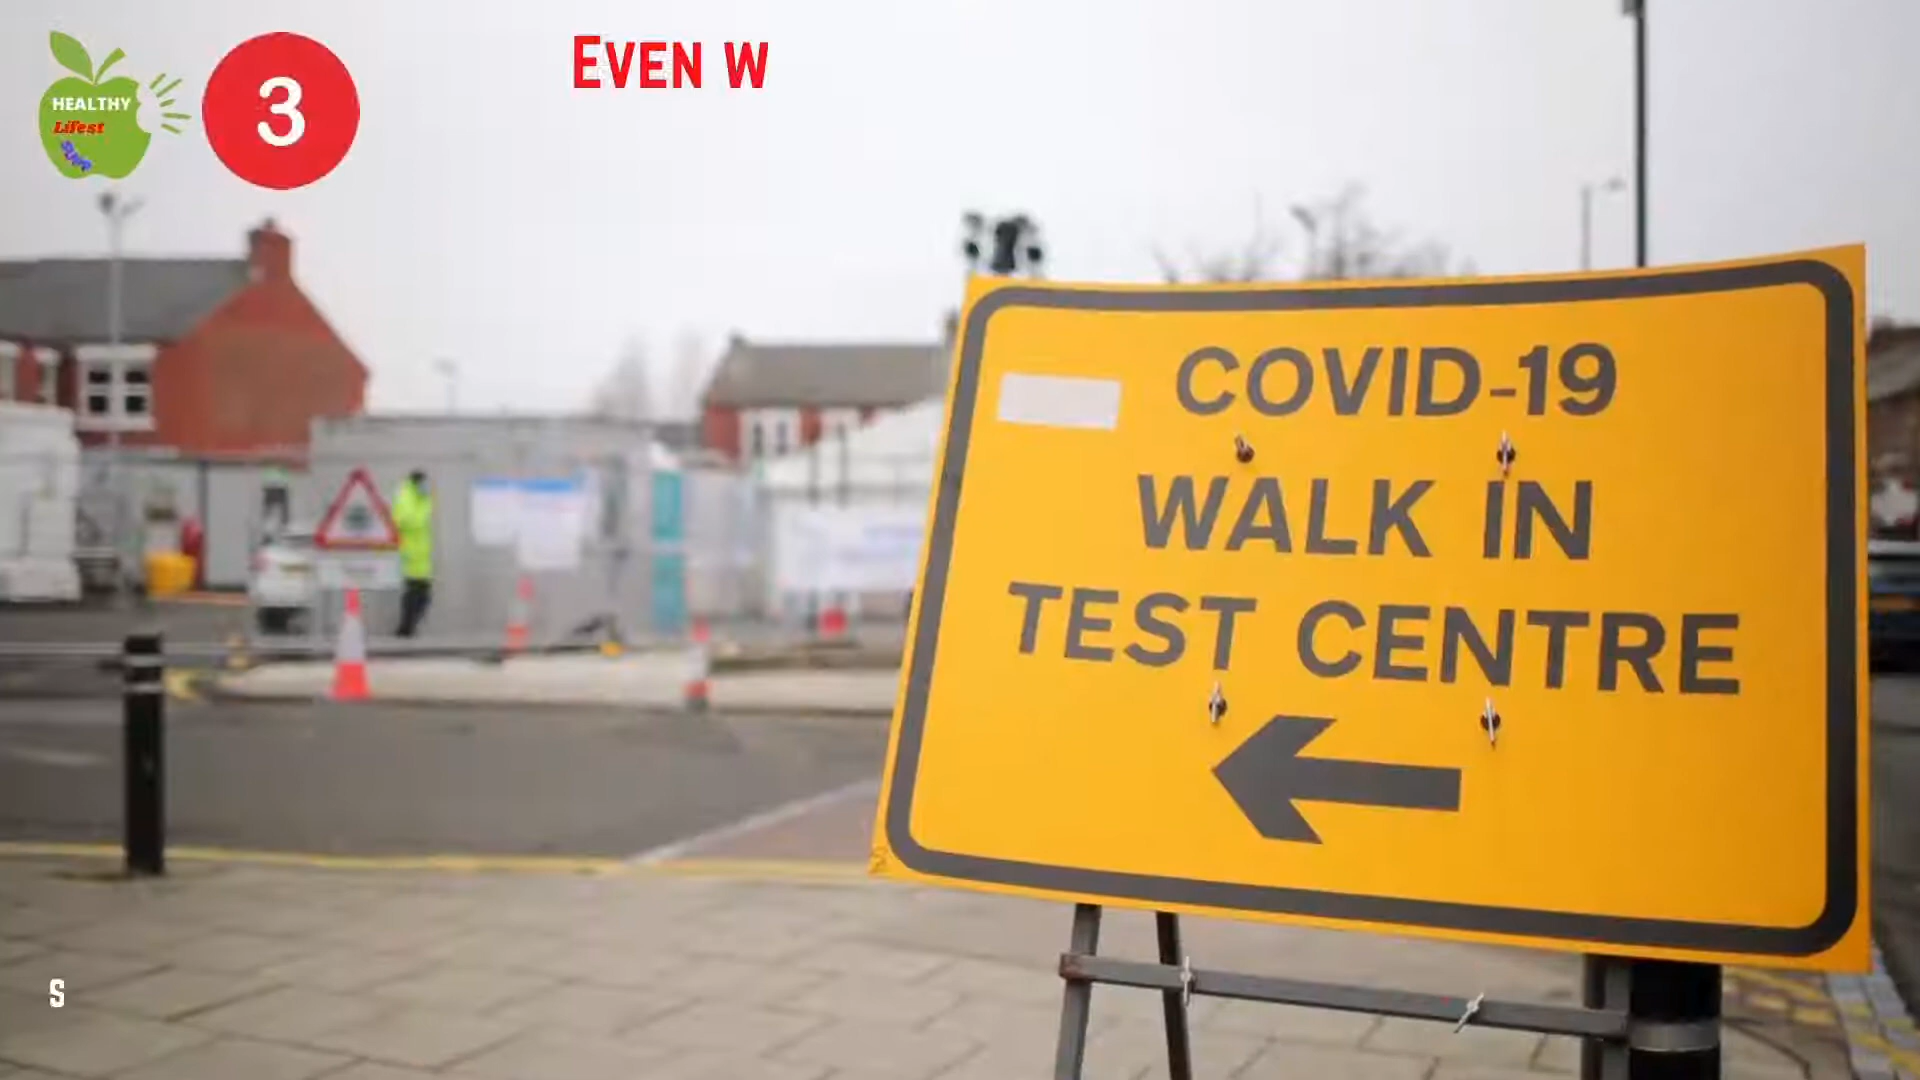 HEALTHY
Lifest
3
EVEN W
COVID-19
WALK IN
TEST CENTRE
S